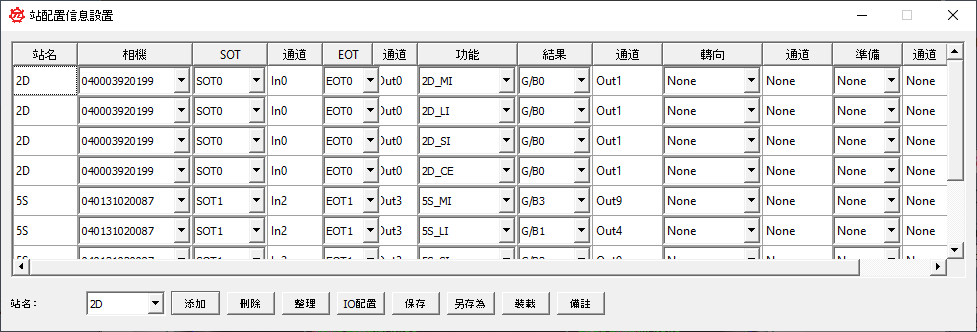 站配置信息設置
站名 相機 SOT 通道 EOT 通道 功能 結果 通道 轉向 通道 準備 通道
2D 040003920199 SOT0 In0 EOT0 Out0 2D_MI G/B0 Out1 None None None None
2D 040003920199 SOT0 In0 EOT0 Out0 2D_LI G/B0 Out1 None None None None
2D 040003920199 SOT0 In0 EOT0 Out0 2D_SI G/B0 Out1 None None None None
2D 040003920199 SOT0 In0 EOT0 Out0 2D_CE G/B0 Out1 None None None None
5S 040131020087 SOT1 In2 EOT1 Out3 5S_MI G/B3 Out9 None None None None
5S 040131020087 SOT1 In2 EOT1 Out3 5S_LI G/B1 Out4 None None None None
站名: 2D 添加 刪除 整理 IO配置 保存 另存為 裝載 備註